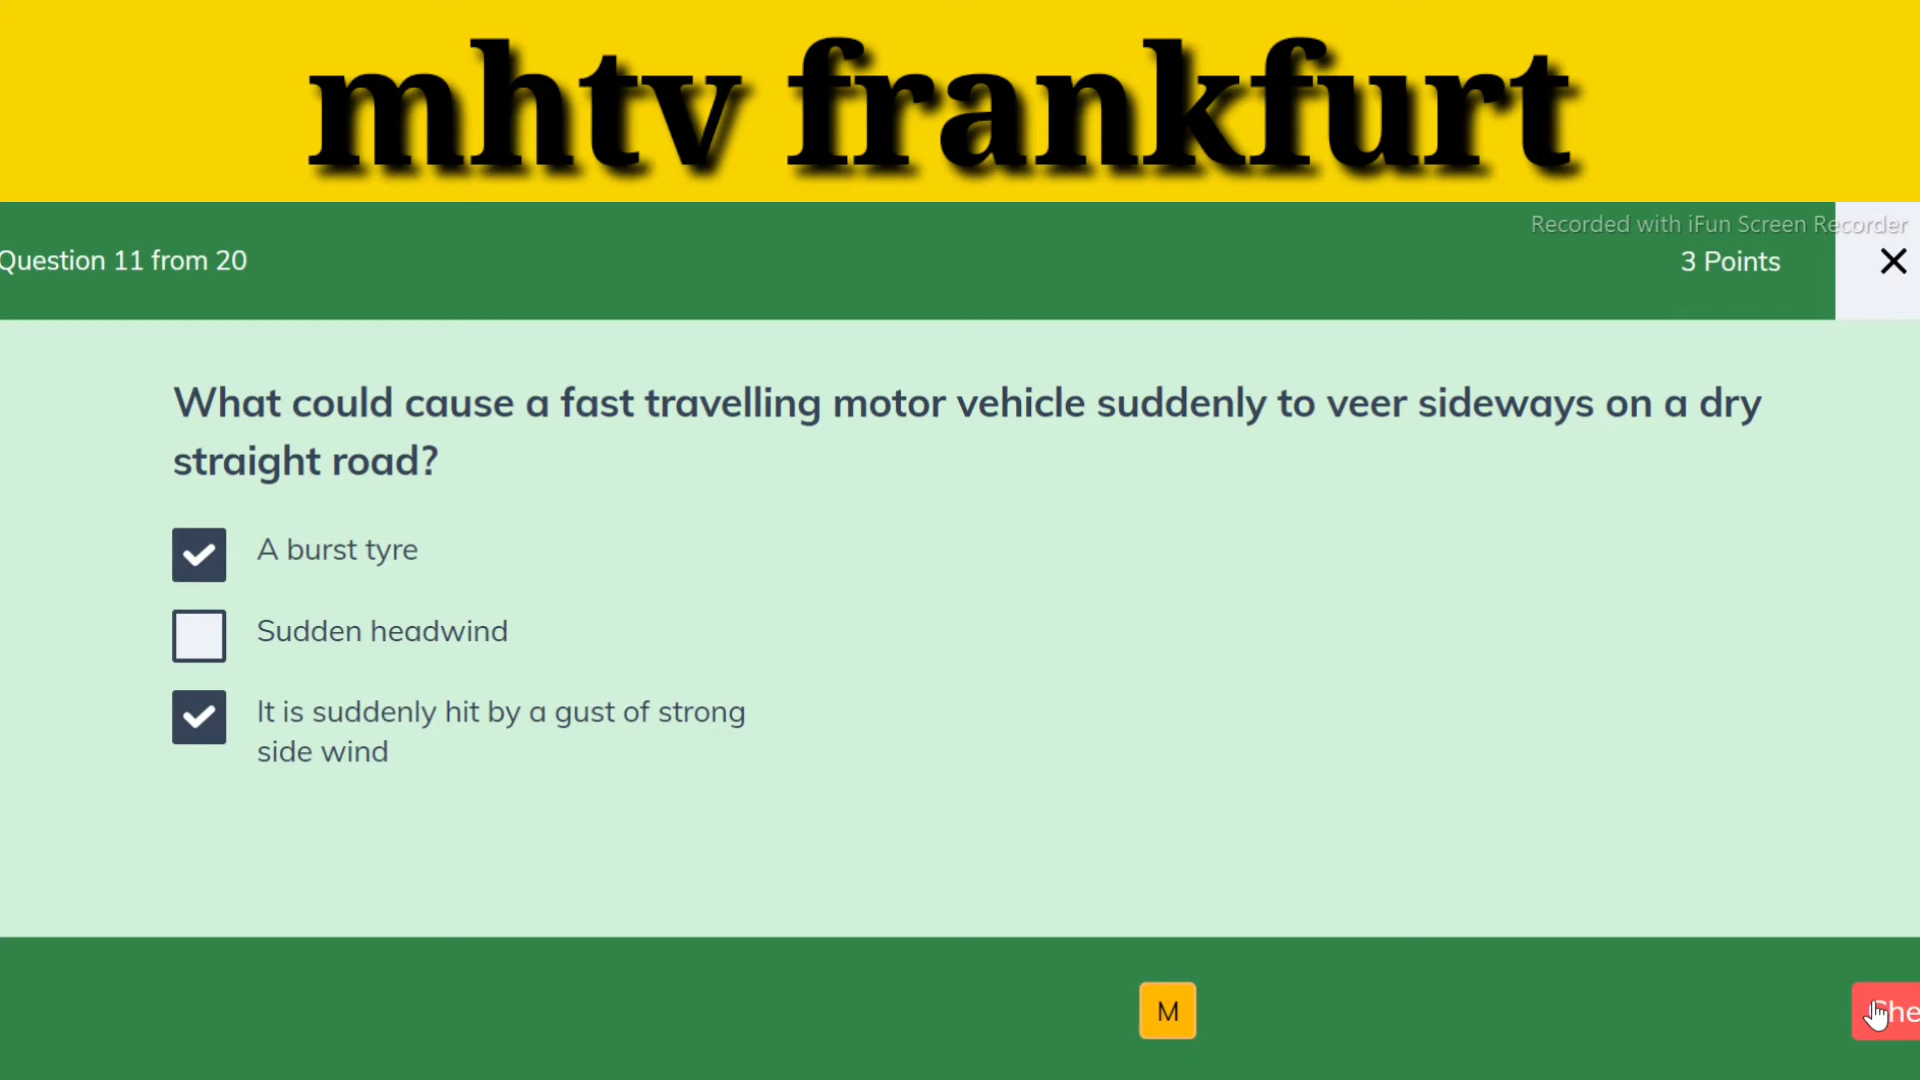 mhtv frankfurt
Recorded with iFun Screen Recorder
Question 11 from 20
3 Points
What could cause a fast travelling motor vehicle suddenly to veer sideways on a dry
straight road?
A burst tyre
Sudden headwind
It is suddenly hit by a gust of strong
side wind
M